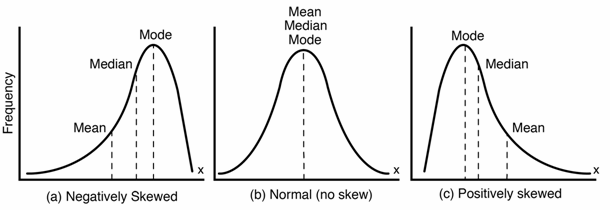 Frequency
Mode
Median
Mean
x
(a) Negatively Skewed
Mean
Median
Mode
x
(b) Normal (no skew)
Mode
Median
Mean
x
(c) Positively skewed